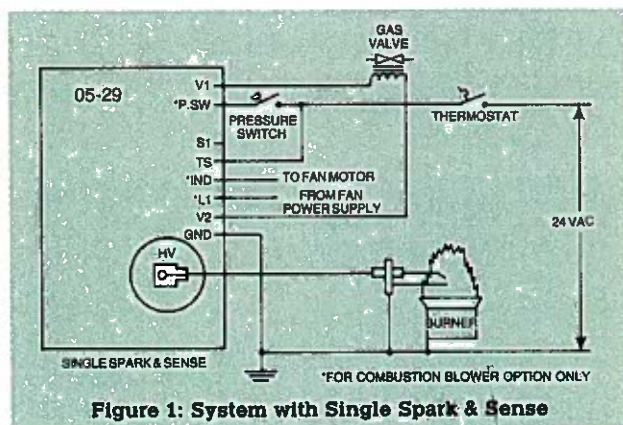 GAS
VALVE
05-29
V1
*P.SW
PRESSURE
SWITCH
THERMOSTAT
S1
TS
*IND
TO FAN MOTOR
*L1
FROM FAN
POWER SUPPLY
V2
24 VAC
GND
HV
BURNER
SINGLE SPARK & SENSE
*FOR COMBUSTION BLOWER OPTION ONLY
Figure 1: System with Single Spark & Sense